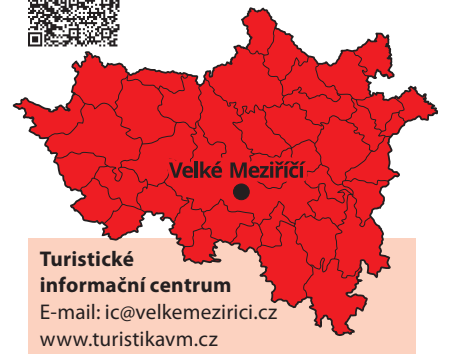 Velké Meziříčí
Turistické
informační centrum
E-mail: ic@velkemezirici.cz
www.turistikavm.cz